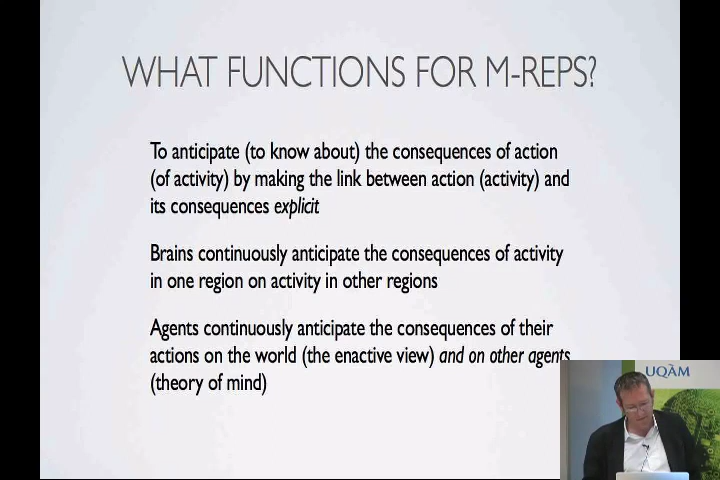 WHAT FUNCTIONS FOR M-REPS?
To anticipate (to know about) the consequences of action
(of activity) by making the link between action (activity) and
its consequences explicit
Brains continuously anticipate the consequences of activity
in one region on activity in other regions
Agents continuously anticipate the consequences of their
actions on the world (the enactive view) and on other agents
(theory of mind)
UQÀM